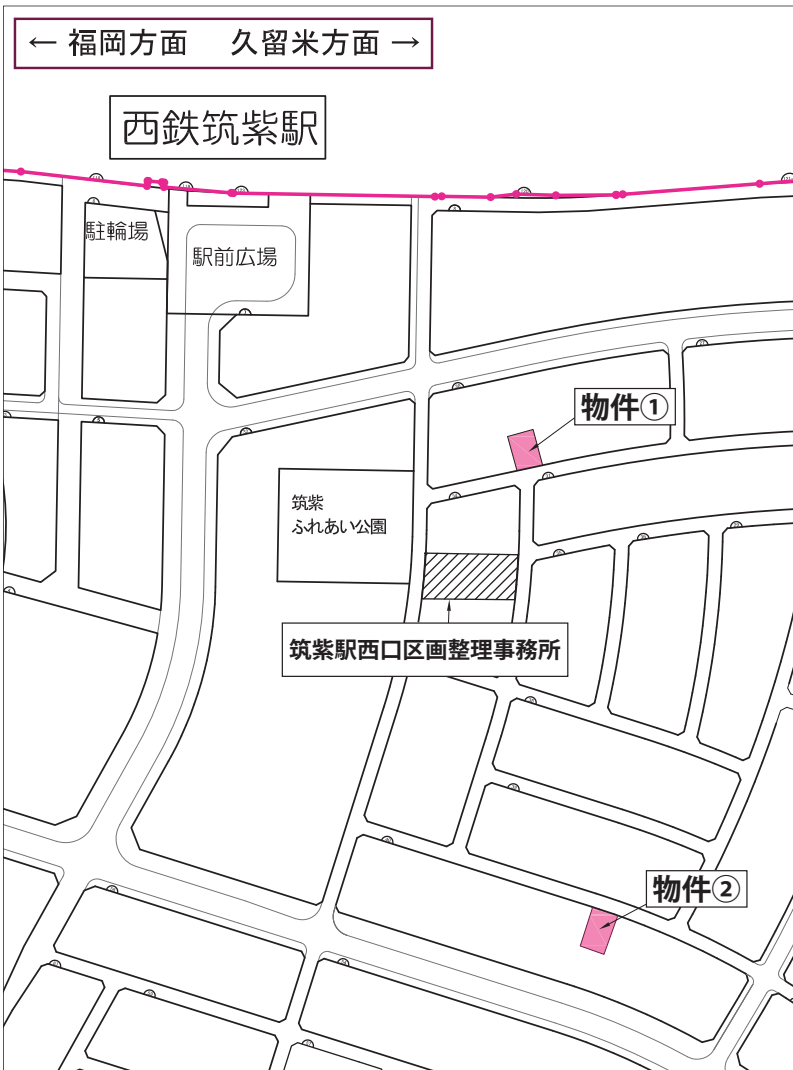 ← 福岡方面 久留米方面 →
西鉄筑紫駅
駐輪場
駅前広場
物件①
筑紫
ふれあい公園
筑紫駅西口区画整理事務所
物件②